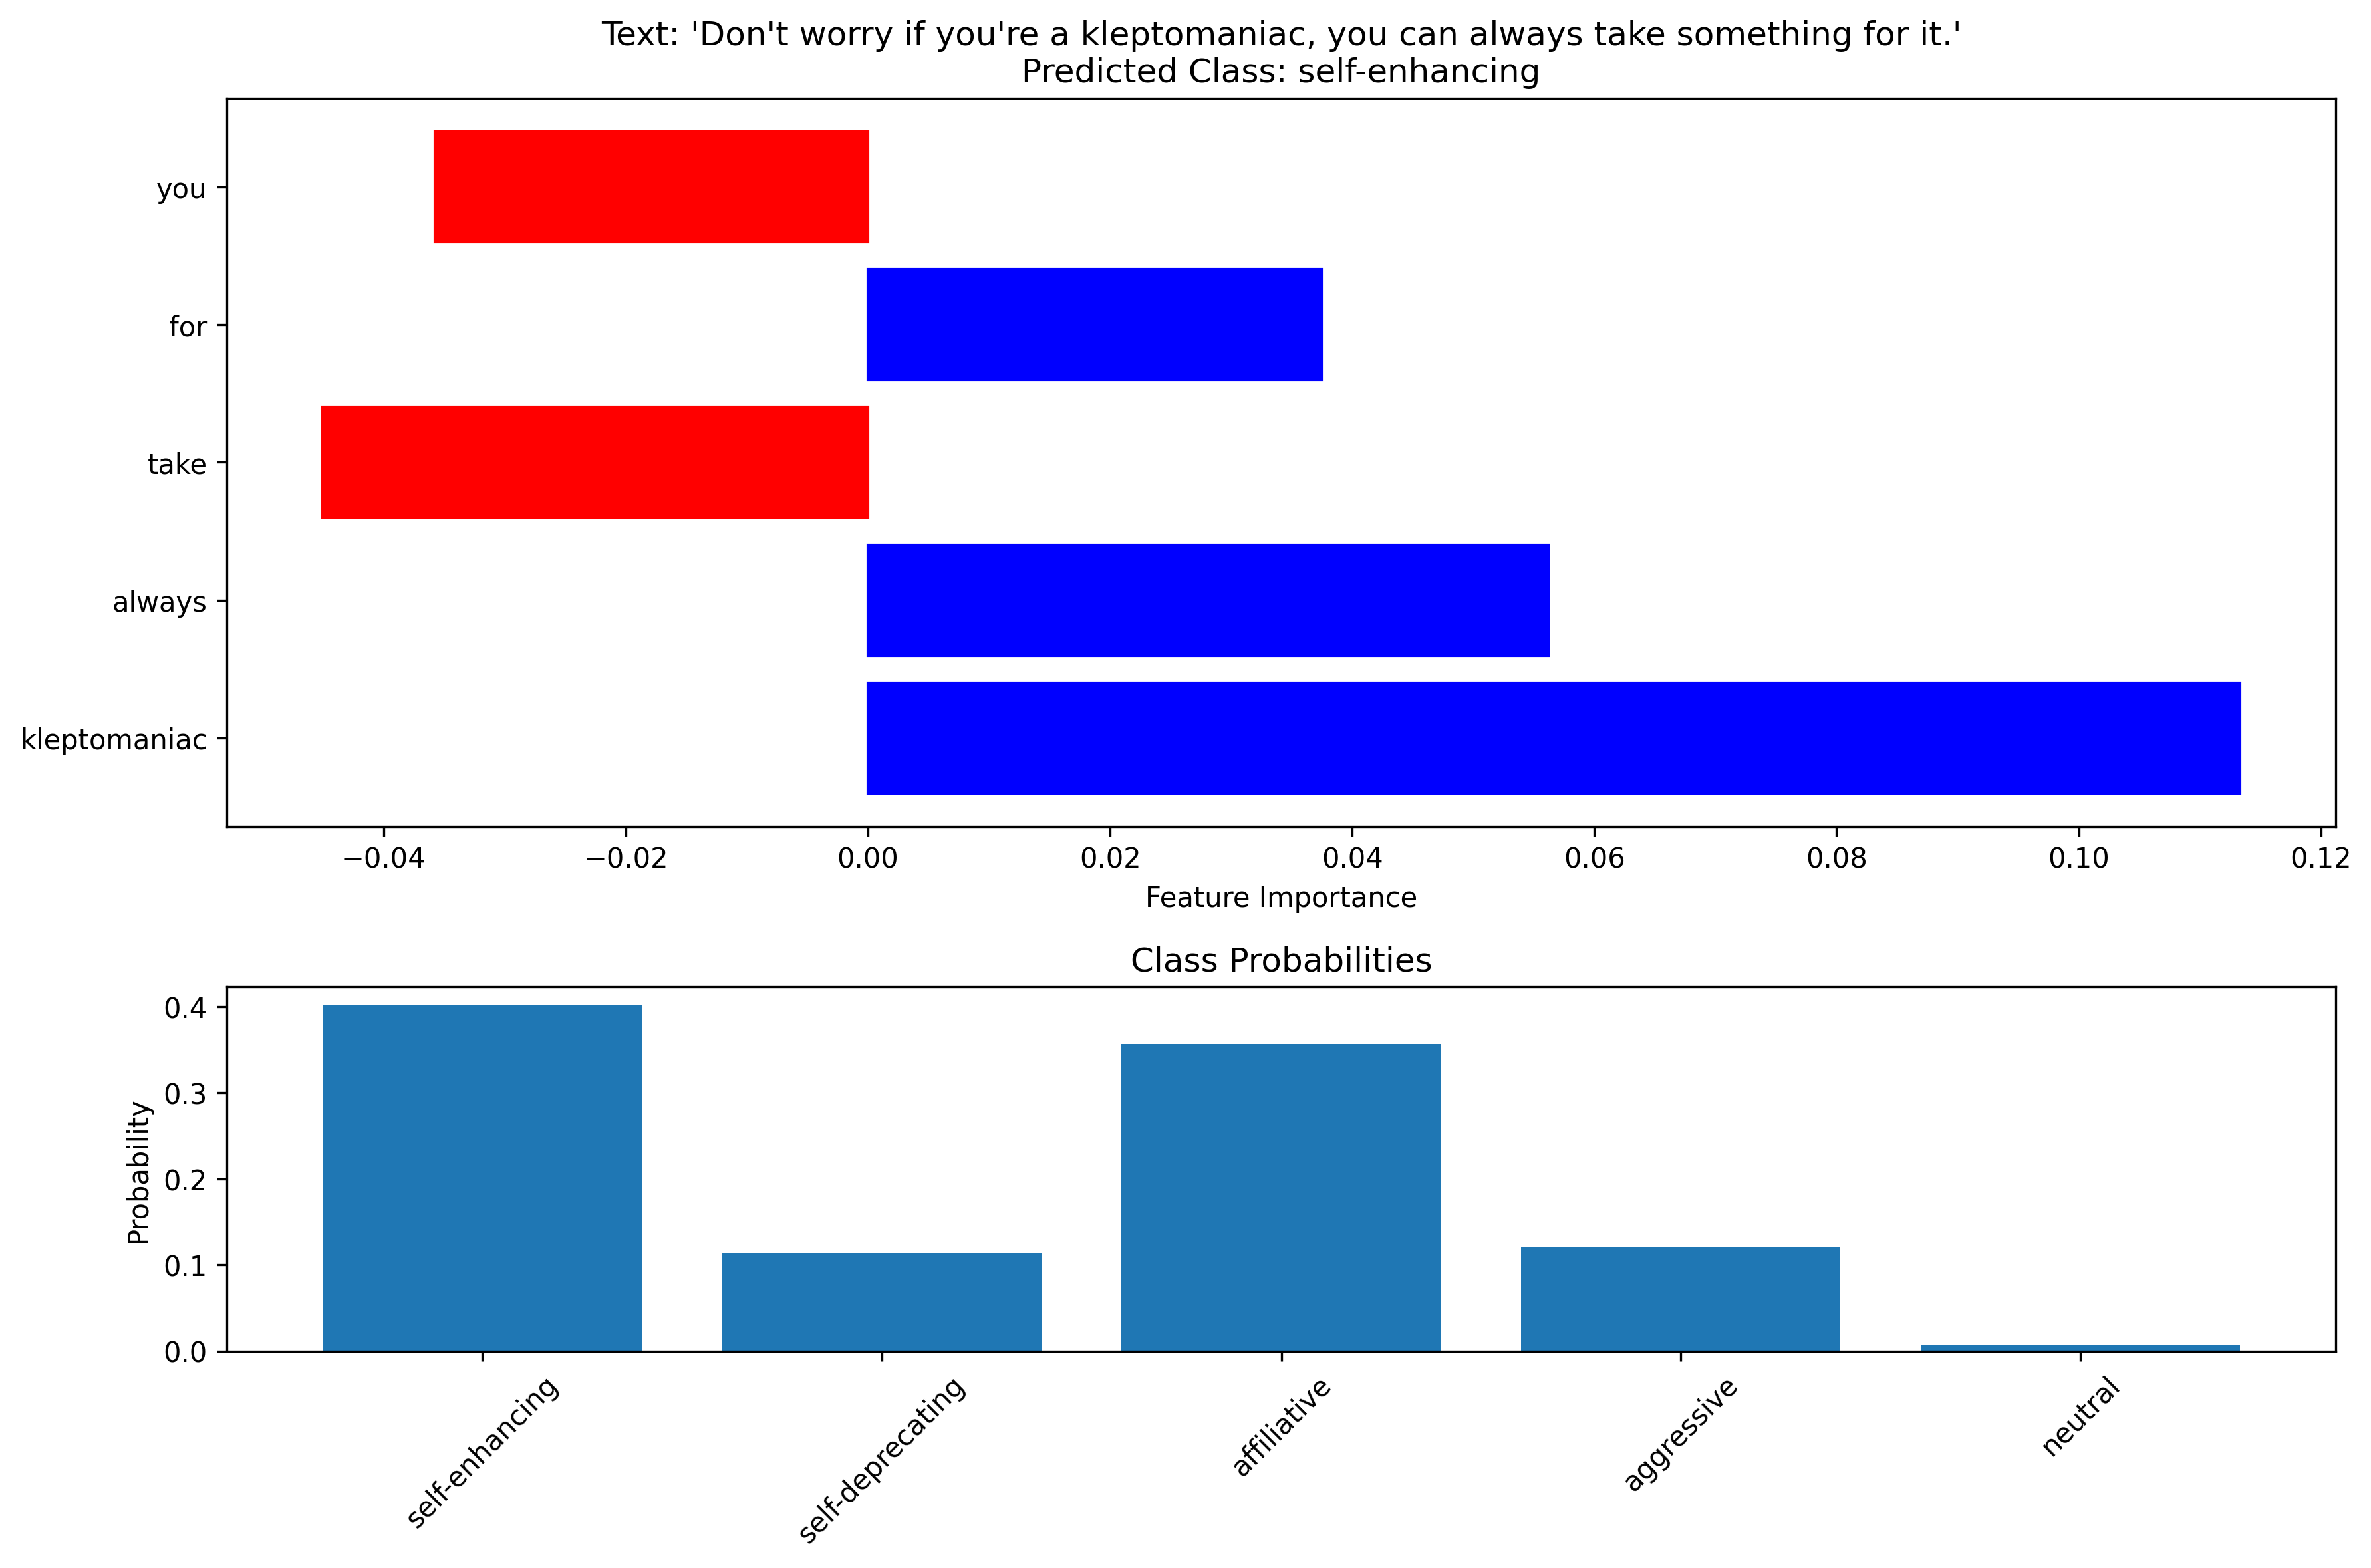 Text: 'Don't worry if you're a kleptomaniac, you can always take something for it.'
Predicted Class: self-enhancing
you
for
take
always
kleptomaniac
−0.04 −0.02 0.00 0.02 0.04 0.06 0.08 0.10 0.12
Feature Importance
Class Probabilities
Probability
0.4
0.3
0.2
0.1
0.0
self-enhancing
self-deprecating
affiliative
aggressive
neutral